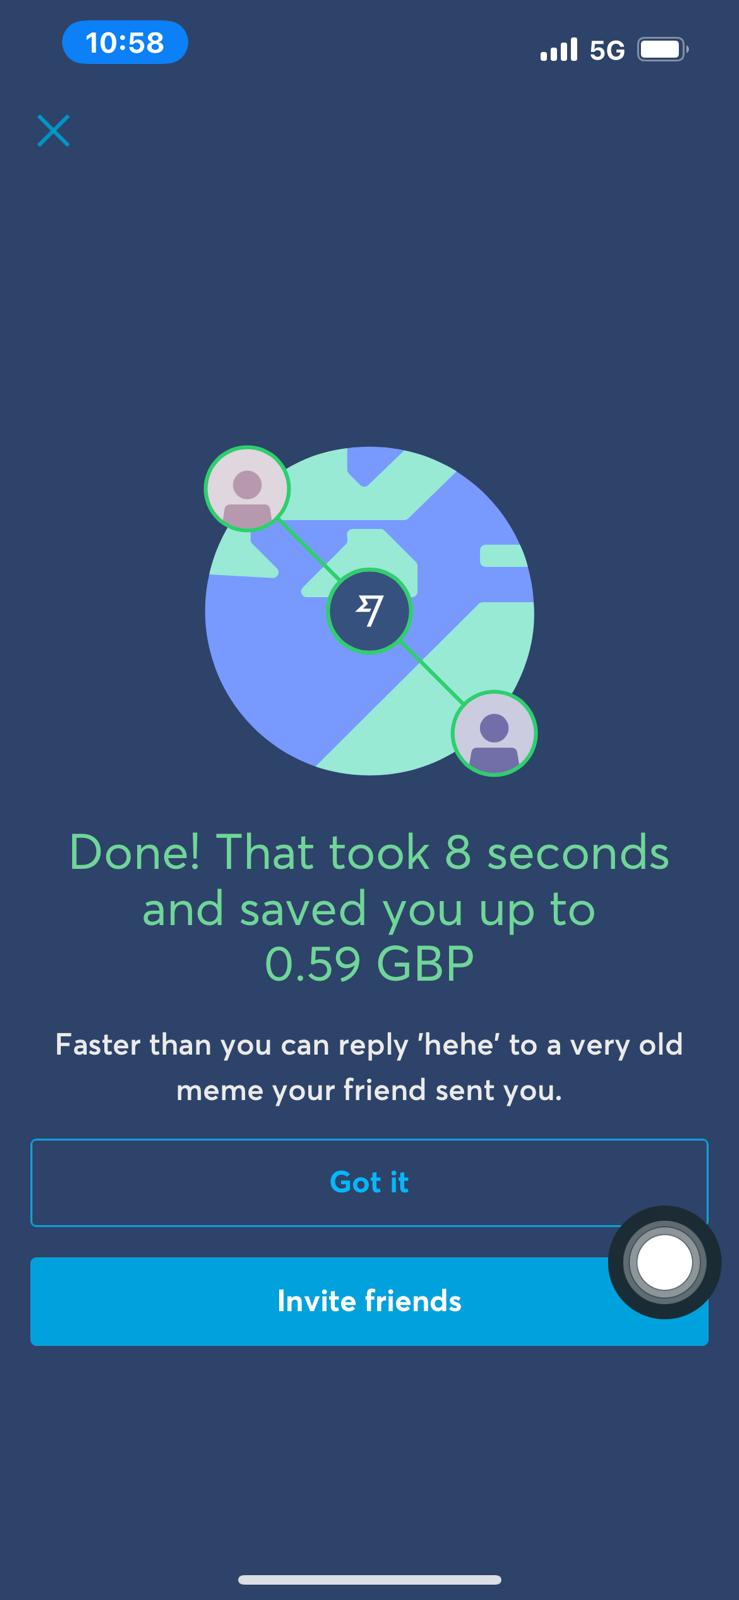 10:58
5G
Done! That took 8 seconds
and saved you up to
0.59 GBP
Faster than you can reply 'hehe' to a very old
meme your friend sent you.
Got it
Invite friends